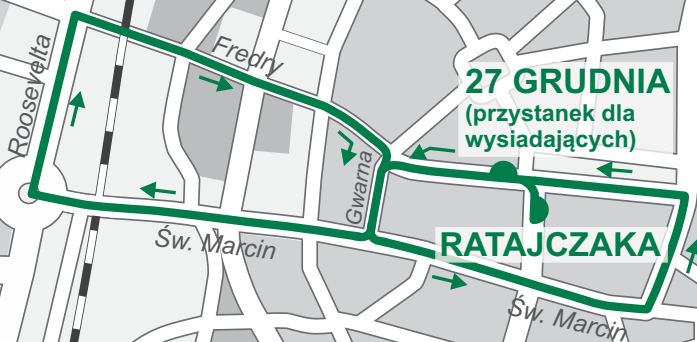 Roosevelta
Fredry
27 GRUDNIA
(przystanek dla
wysiadających)
Gwarna
RATAJCZAKA
Św. Marcin
Św. Marcin